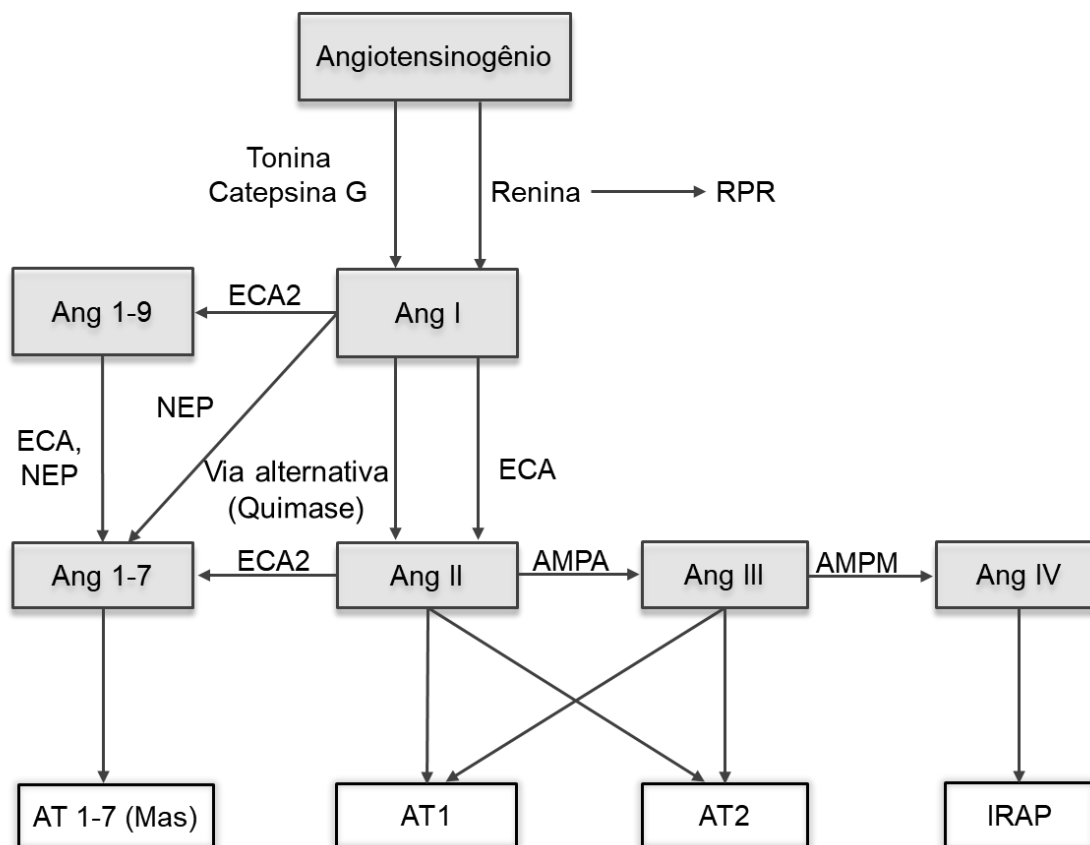 Angiotensinogênio
Tonina
Catepsina G
Renina
RPR
Ang 1-9
ECA2
Ang I
NEP
ECA,
NEP
Via alternativa
(Quimase)
ECA
Ang 1-7
ECA2
Ang II
AMPA
Ang III
AMPM
Ang IV
AT 1-7 (Mas)
AT1
AT2
IRAP